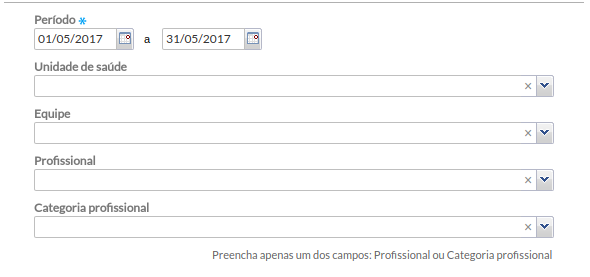 Período *
01/05/2017 a 31/05/2017
Unidade de saúde
Equipe
Profissional
Categoria profissional
Preencha apenas um dos campos: Profissional ou Categoria profissional